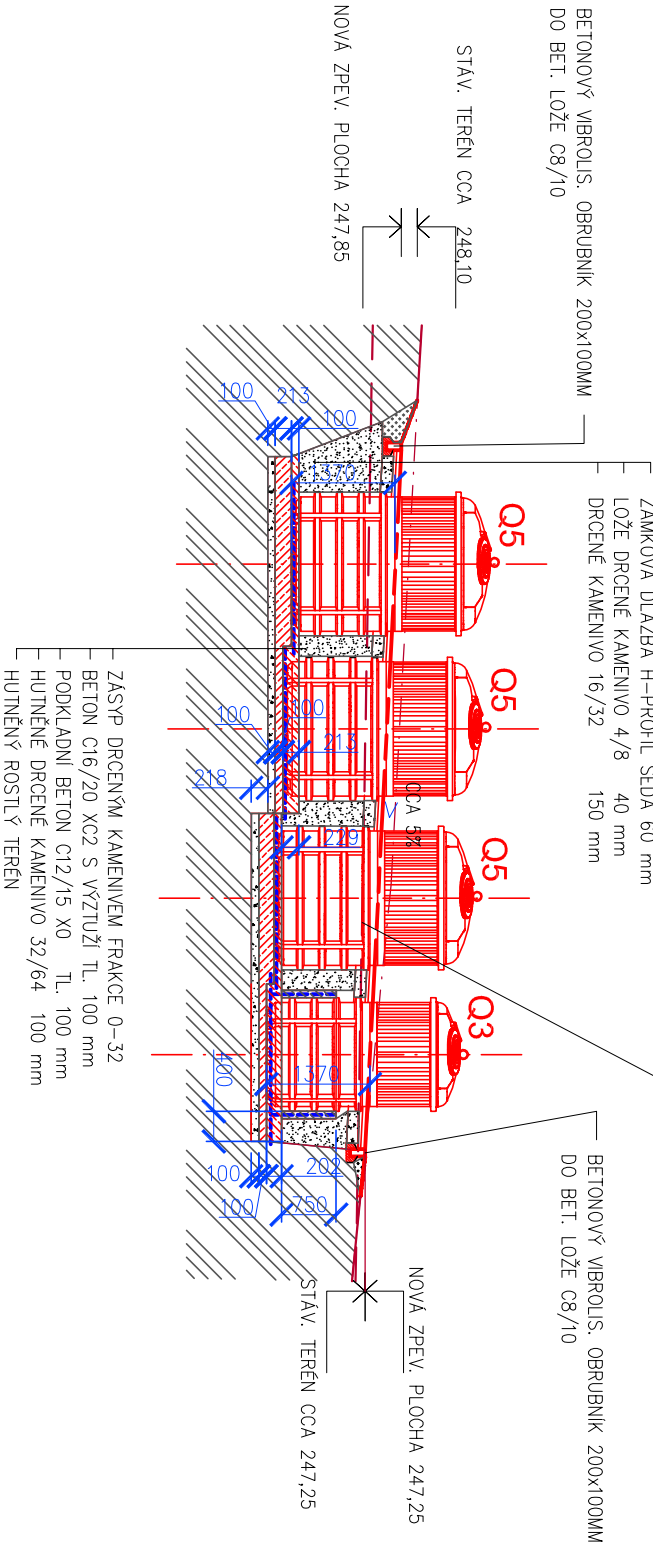 BETONOVÝ VIBROLIS. OBRUBNÍK 200x100MM
DO BET. LOŽE C8/10
STÁV. TERÉN CCA 248,10
NOVÁ ZPEV. PLOCHA 247,85
ZÁMKOVÁ DLAŽBA H-PROFIL ŠEDÁ 60 mm
LOŽE DRCENÉ KAMENIVO 4/8 40 mm
DRCENÉ KAMENIVO 16/32 150 mm
BETONOVÝ VIBROLIS. OBRUBNÍK 200x100MM
DO BET. LOŽE C8/10
NOVÁ ZPEV. PLOCHA 247,25
STÁV. TERÉN CCA 247,25
Q5
Q5
Q5
Q3
CCA 5%
100
213
100
1370
100
100
213
218
229
1370
400
100
100
202
750
ZÁSYP DRCENÝM KAMENIVEM FRAKCE 0-32
BETON C16/20 XC2 S VÝZTUŽÍ TL. 100 mm
PODKLADNÍ BETON C12/15 X0 TL. 100 mm
HUTNĚNÉ DRCENÉ KAMENIVO 32/64 100 mm
HUTNĚNÝ ROSTLÝ TERÉN